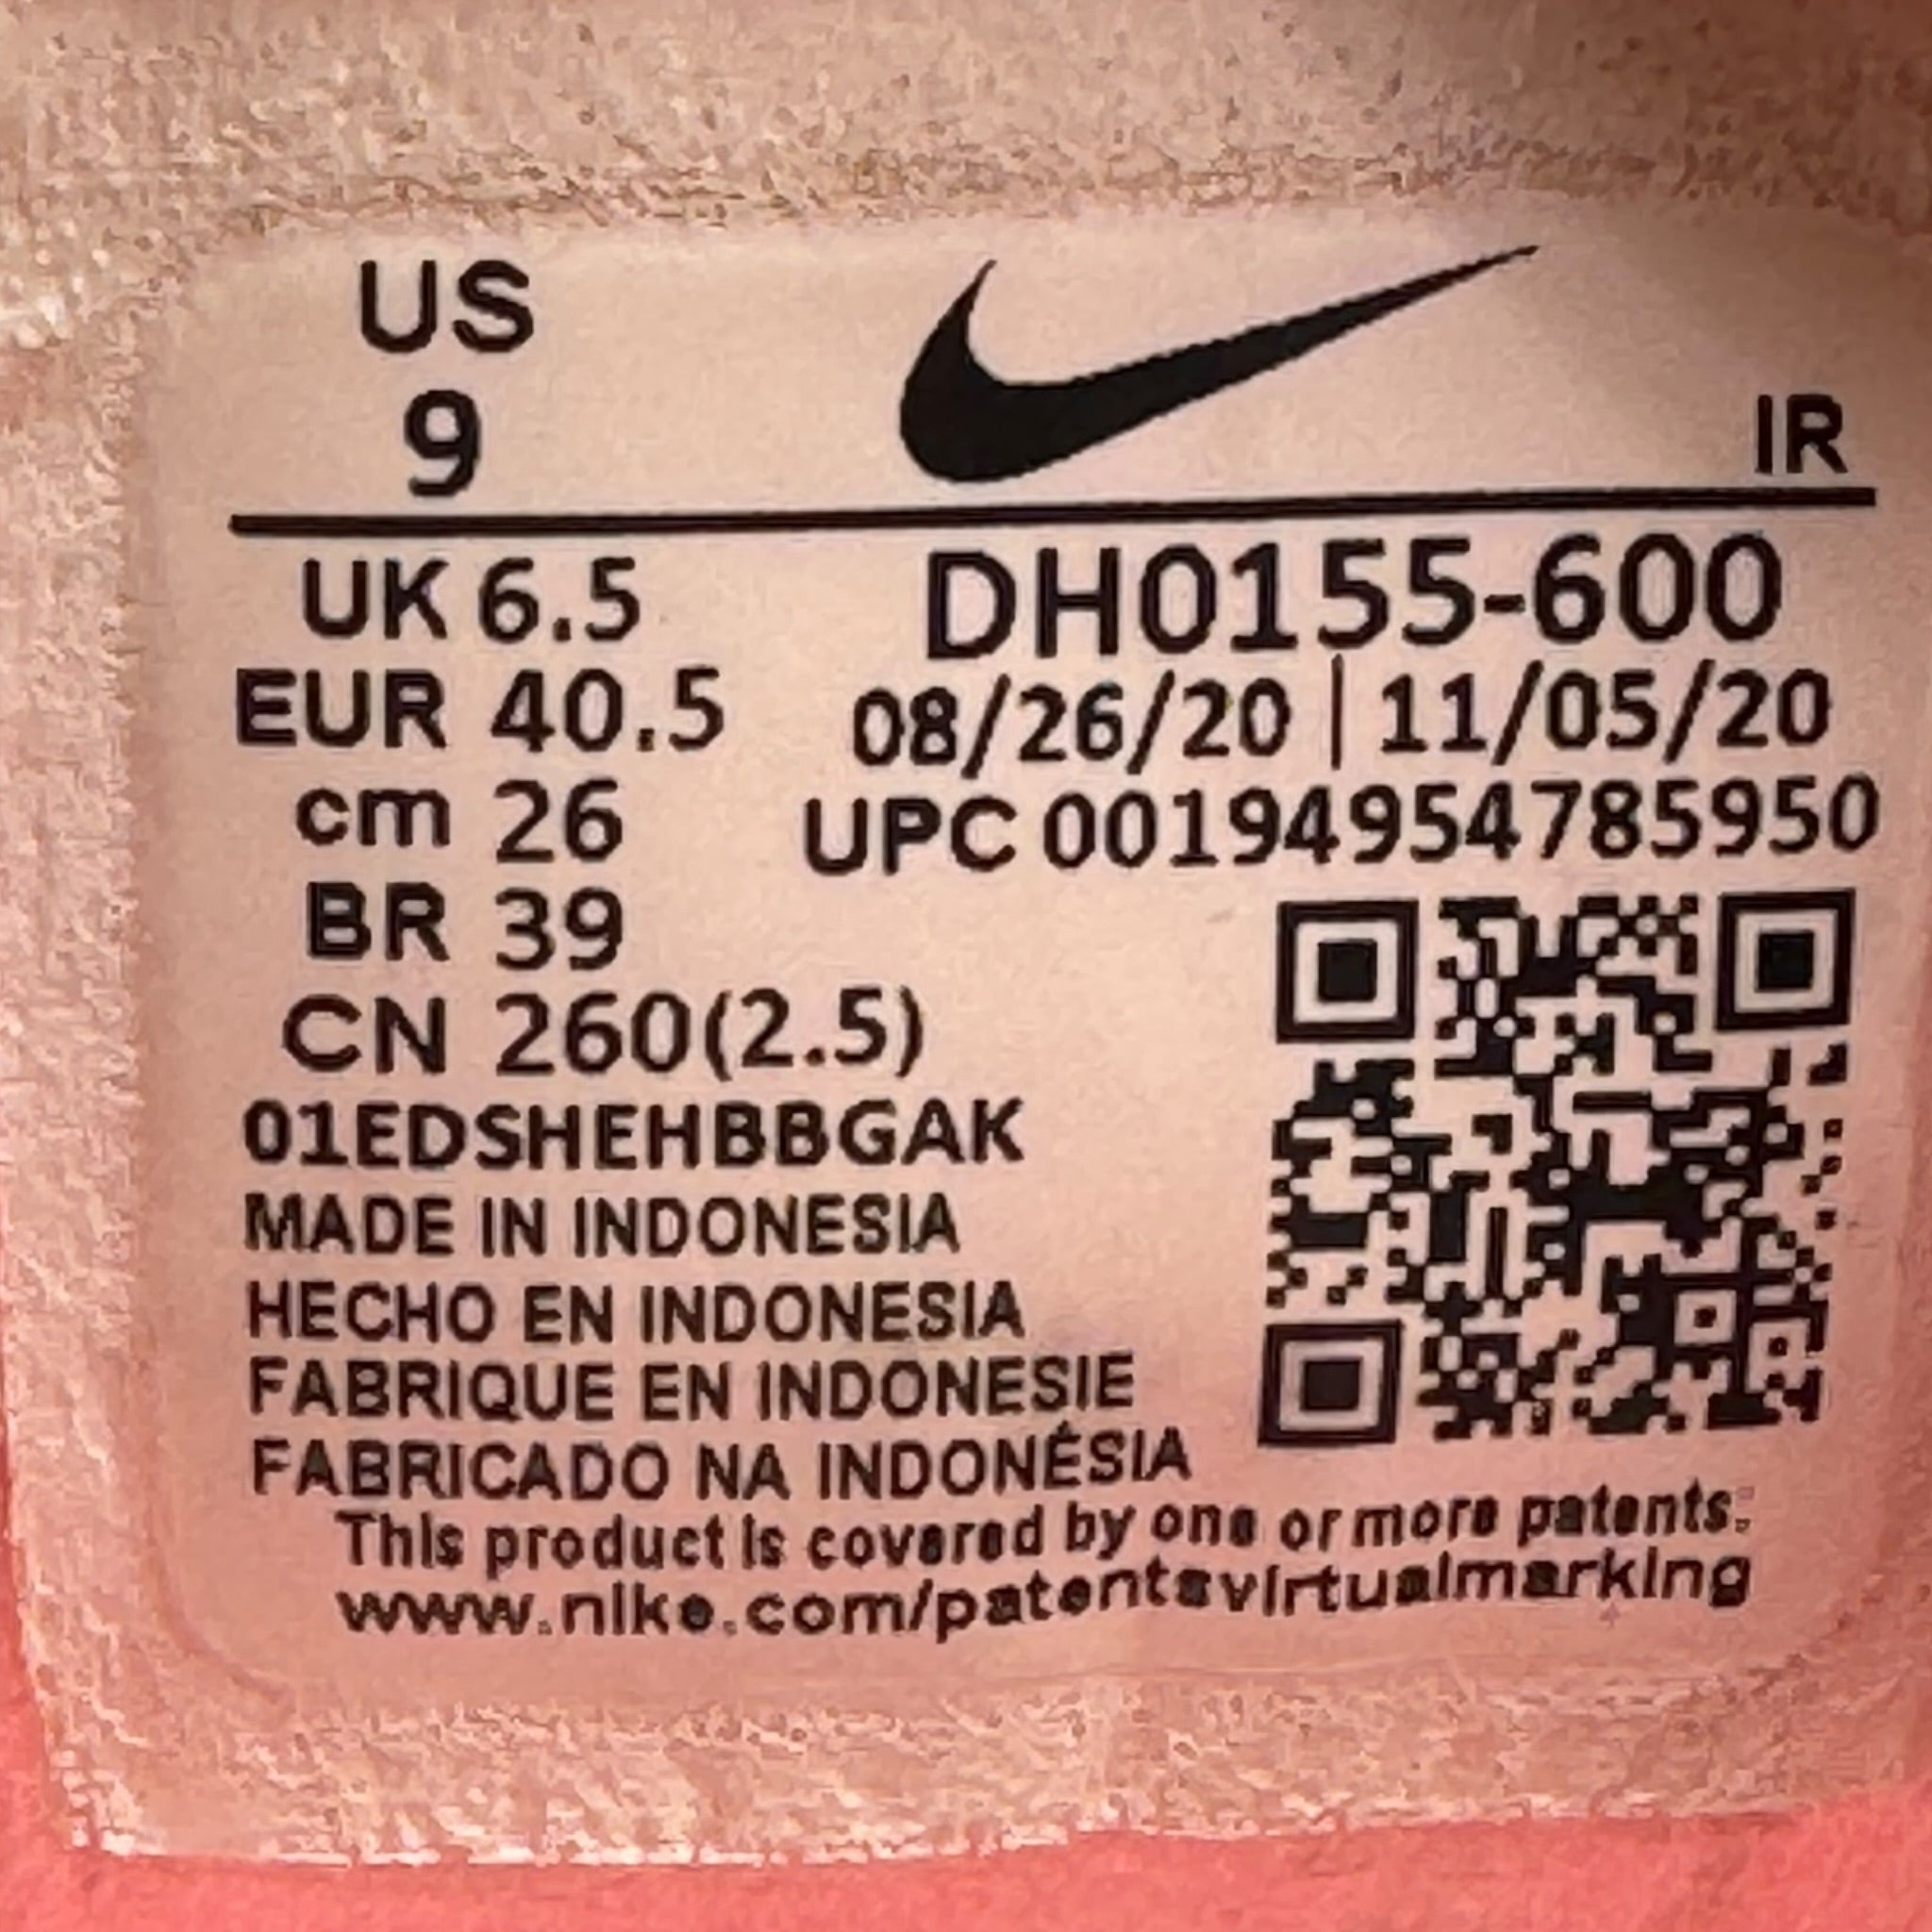 US
9
IR
UK 6.5
EUR 40.5
cm 26
BR 39
CN 260(2.5)
DH0155-600
08/26/20 | 11/05/20
UPC 00194954785950
01EDSHEHBBGAK
MADE IN INDONESIA
HECHO EN INDONESIA
FABRIQUE EN INDONESIE
FABRICADO NA INDONÉSIA
This product is covered by one or more patents.
www.nike.com/patentsvirtualmarking